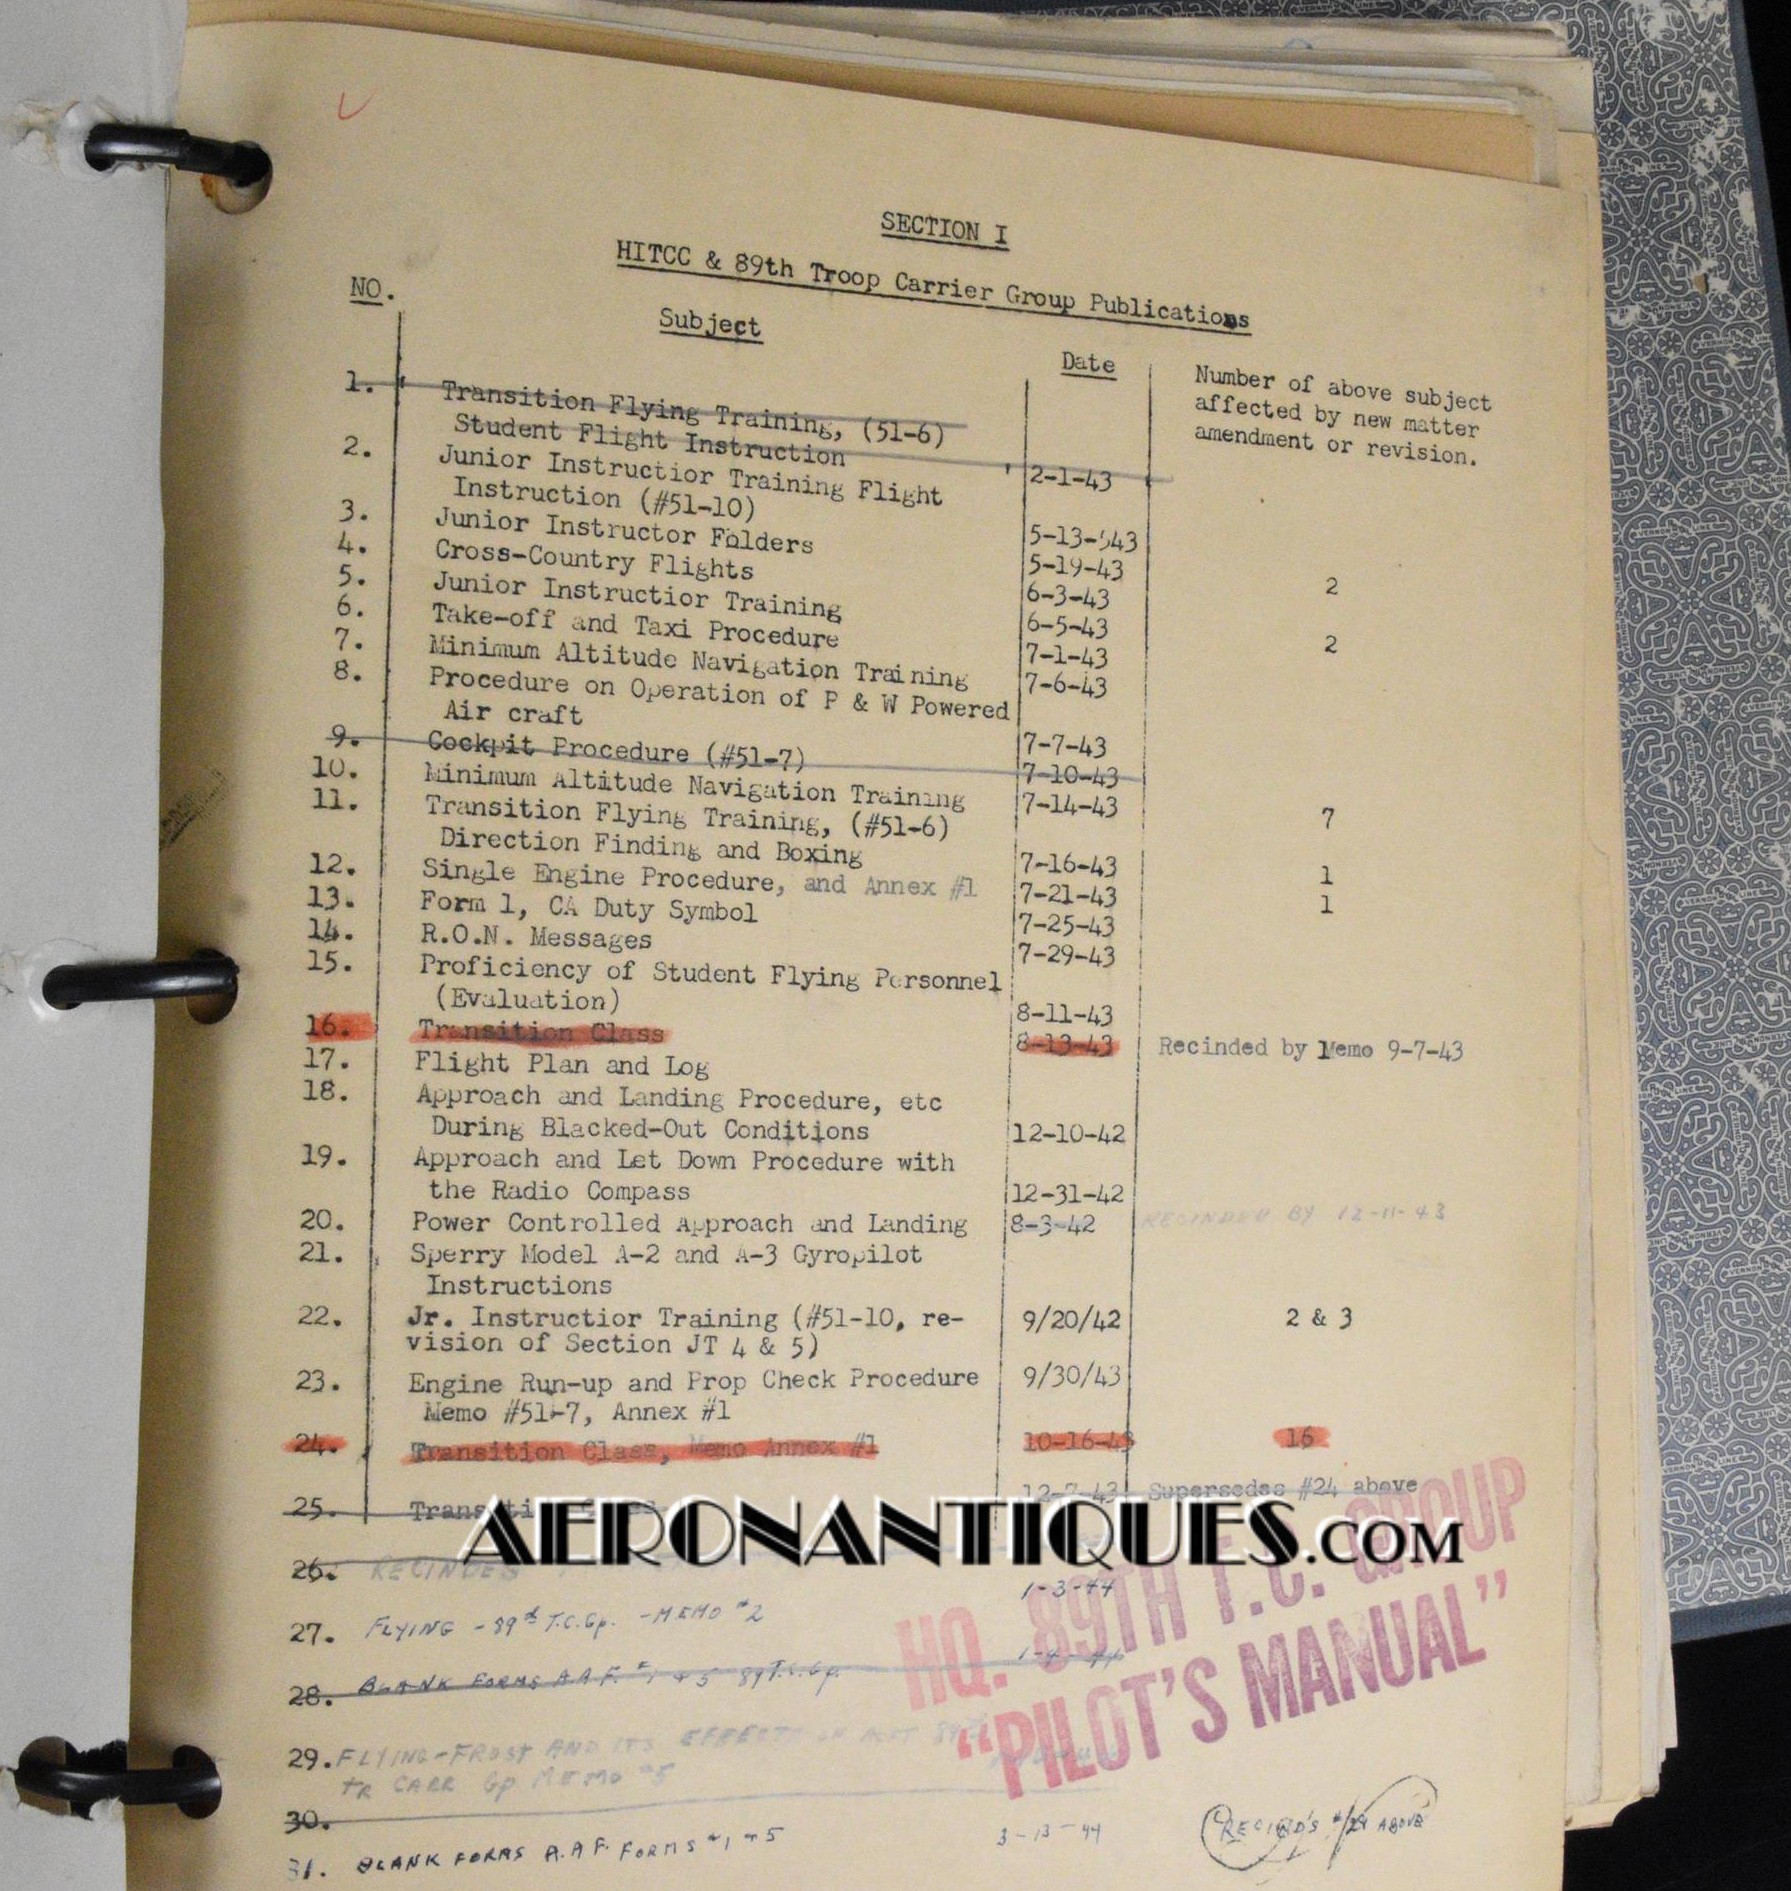 SECTION I
HITCC & 89th Troop Carrier Group Publications
NO.
Subject
Date
Number of above subject
affected by new matter
amendment or revision.
1. Transition Flying Training, (51-6)
Student Flight Instruction 2-1-43
2. Junior Instructior Training Flight
Instruction (#51-10) 5-13-543
3. Junior Instructor Folders 5-19-43
4. Cross-Country Flights 6-3-43 2
5. Junior Instructior Training 6-5-43
6. Take-off and Taxi Procedure 7-1-43 2
7. Minimum Altitude Navigation Training 7-6-43
8. Procedure on Operation of P & W Powered
Air craft 7-7-43
9. Cockpit Procedure (#51-7) 7-10-43
10. Minimum Altitude Navigation Training 7-14-43 7
11. Transition Flying Training, (#51-6)
Direction Finding and Boxing 7-16-43 1
12. Single Engine Procedure, and Annex #1 7-21-43 1
13. Form 1, CA Duty Symbol 7-25-43
14. R.O.N. Messages 7-29-43
15. Proficiency of Student Flying Personnel
(Evaluation) 8-11-43
16. Transition Class 8-13-43 Recinded by Memo 9-7-43
17. Flight Plan and Log
18. Approach and Landing Procedure, etc
During Blacked-Out Conditions 12-10-42
19. Approach and Let Down Procedure with
the Radio Compass 12-31-42
20. Power Controlled Approach and Landing 8-3-42 RECINDED BY 12-11-43
21. Sperry Model A-2 and A-3 Gyropilot
Instructions
22. Jr. Instructior Training (#51-10, re- 9/20/42 2 & 3
vision of Section JT 4 & 5)
23. Engine Run-up and Prop Check Procedure 9/30/43
Memo #51-7, Annex #1
24. Transition Class, Memo Annex #1 10-16-43 16
25. 12-7-43 Supersedes #24 above
AERONANTIQUES.COM
26. RECINDES
1-3-44
27. FLYING - 89th T.C.Gp. - MEMO #2
28. BLANK FORMS A.A.F. #1 + 5 89 T.C.Gp. 1-4-44
29. FLYING-FROST AND ITS EFFECTS ON
TR CARR Gp MEMO #5
30.
31. BLANK FORMS A.A.F. FORMS #1 + 5 3-13-44 ABOVE
HQ. 89TH T.C. GROUP
"PILOT'S MANUAL"